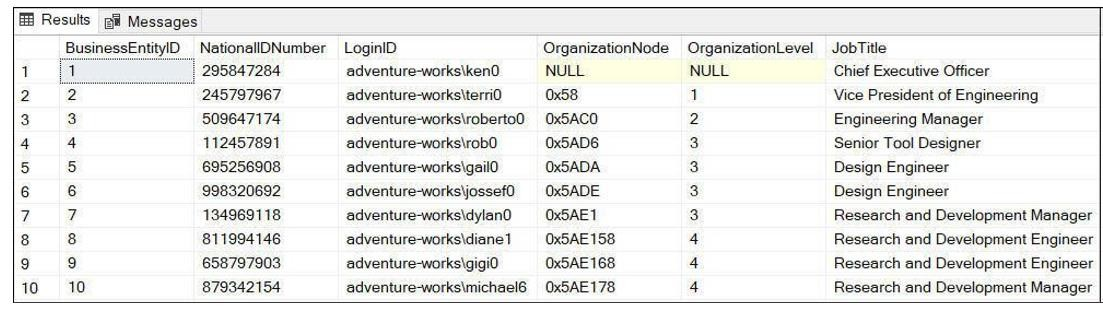 Results Messages
BusinessEntityID NationalIDNumber LoginID OrganizationNode OrganizationLevel JobTitle
1 1 295847284 adventure-works\ken0 NULL NULL Chief Executive Officer
2 2 245797967 adventure-works\terri0 0x58 1 Vice President of Engineering
3 3 509647174 adventure-works\roberto0 0x5AC0 2 Engineering Manager
4 4 112457891 adventure-works\rob0 0x5AD6 3 Senior Tool Designer
5 5 695256908 adventure-works\gail0 0x5ADA 3 Design Engineer
6 6 998320692 adventure-works\jossef0 0x5ADE 3 Design Engineer
7 7 134969118 adventure-works\dylan0 0x5AE1 3 Research and Development Manager
8 8 811994146 adventure-works\diane1 0x5AE158 4 Research and Development Engineer
9 9 658797903 adventure-works\gigi0 0x5AE168 4 Research and Development Engineer
10 10 879342154 adventure-works\michael6 0x5AE178 4 Research and Development Manager